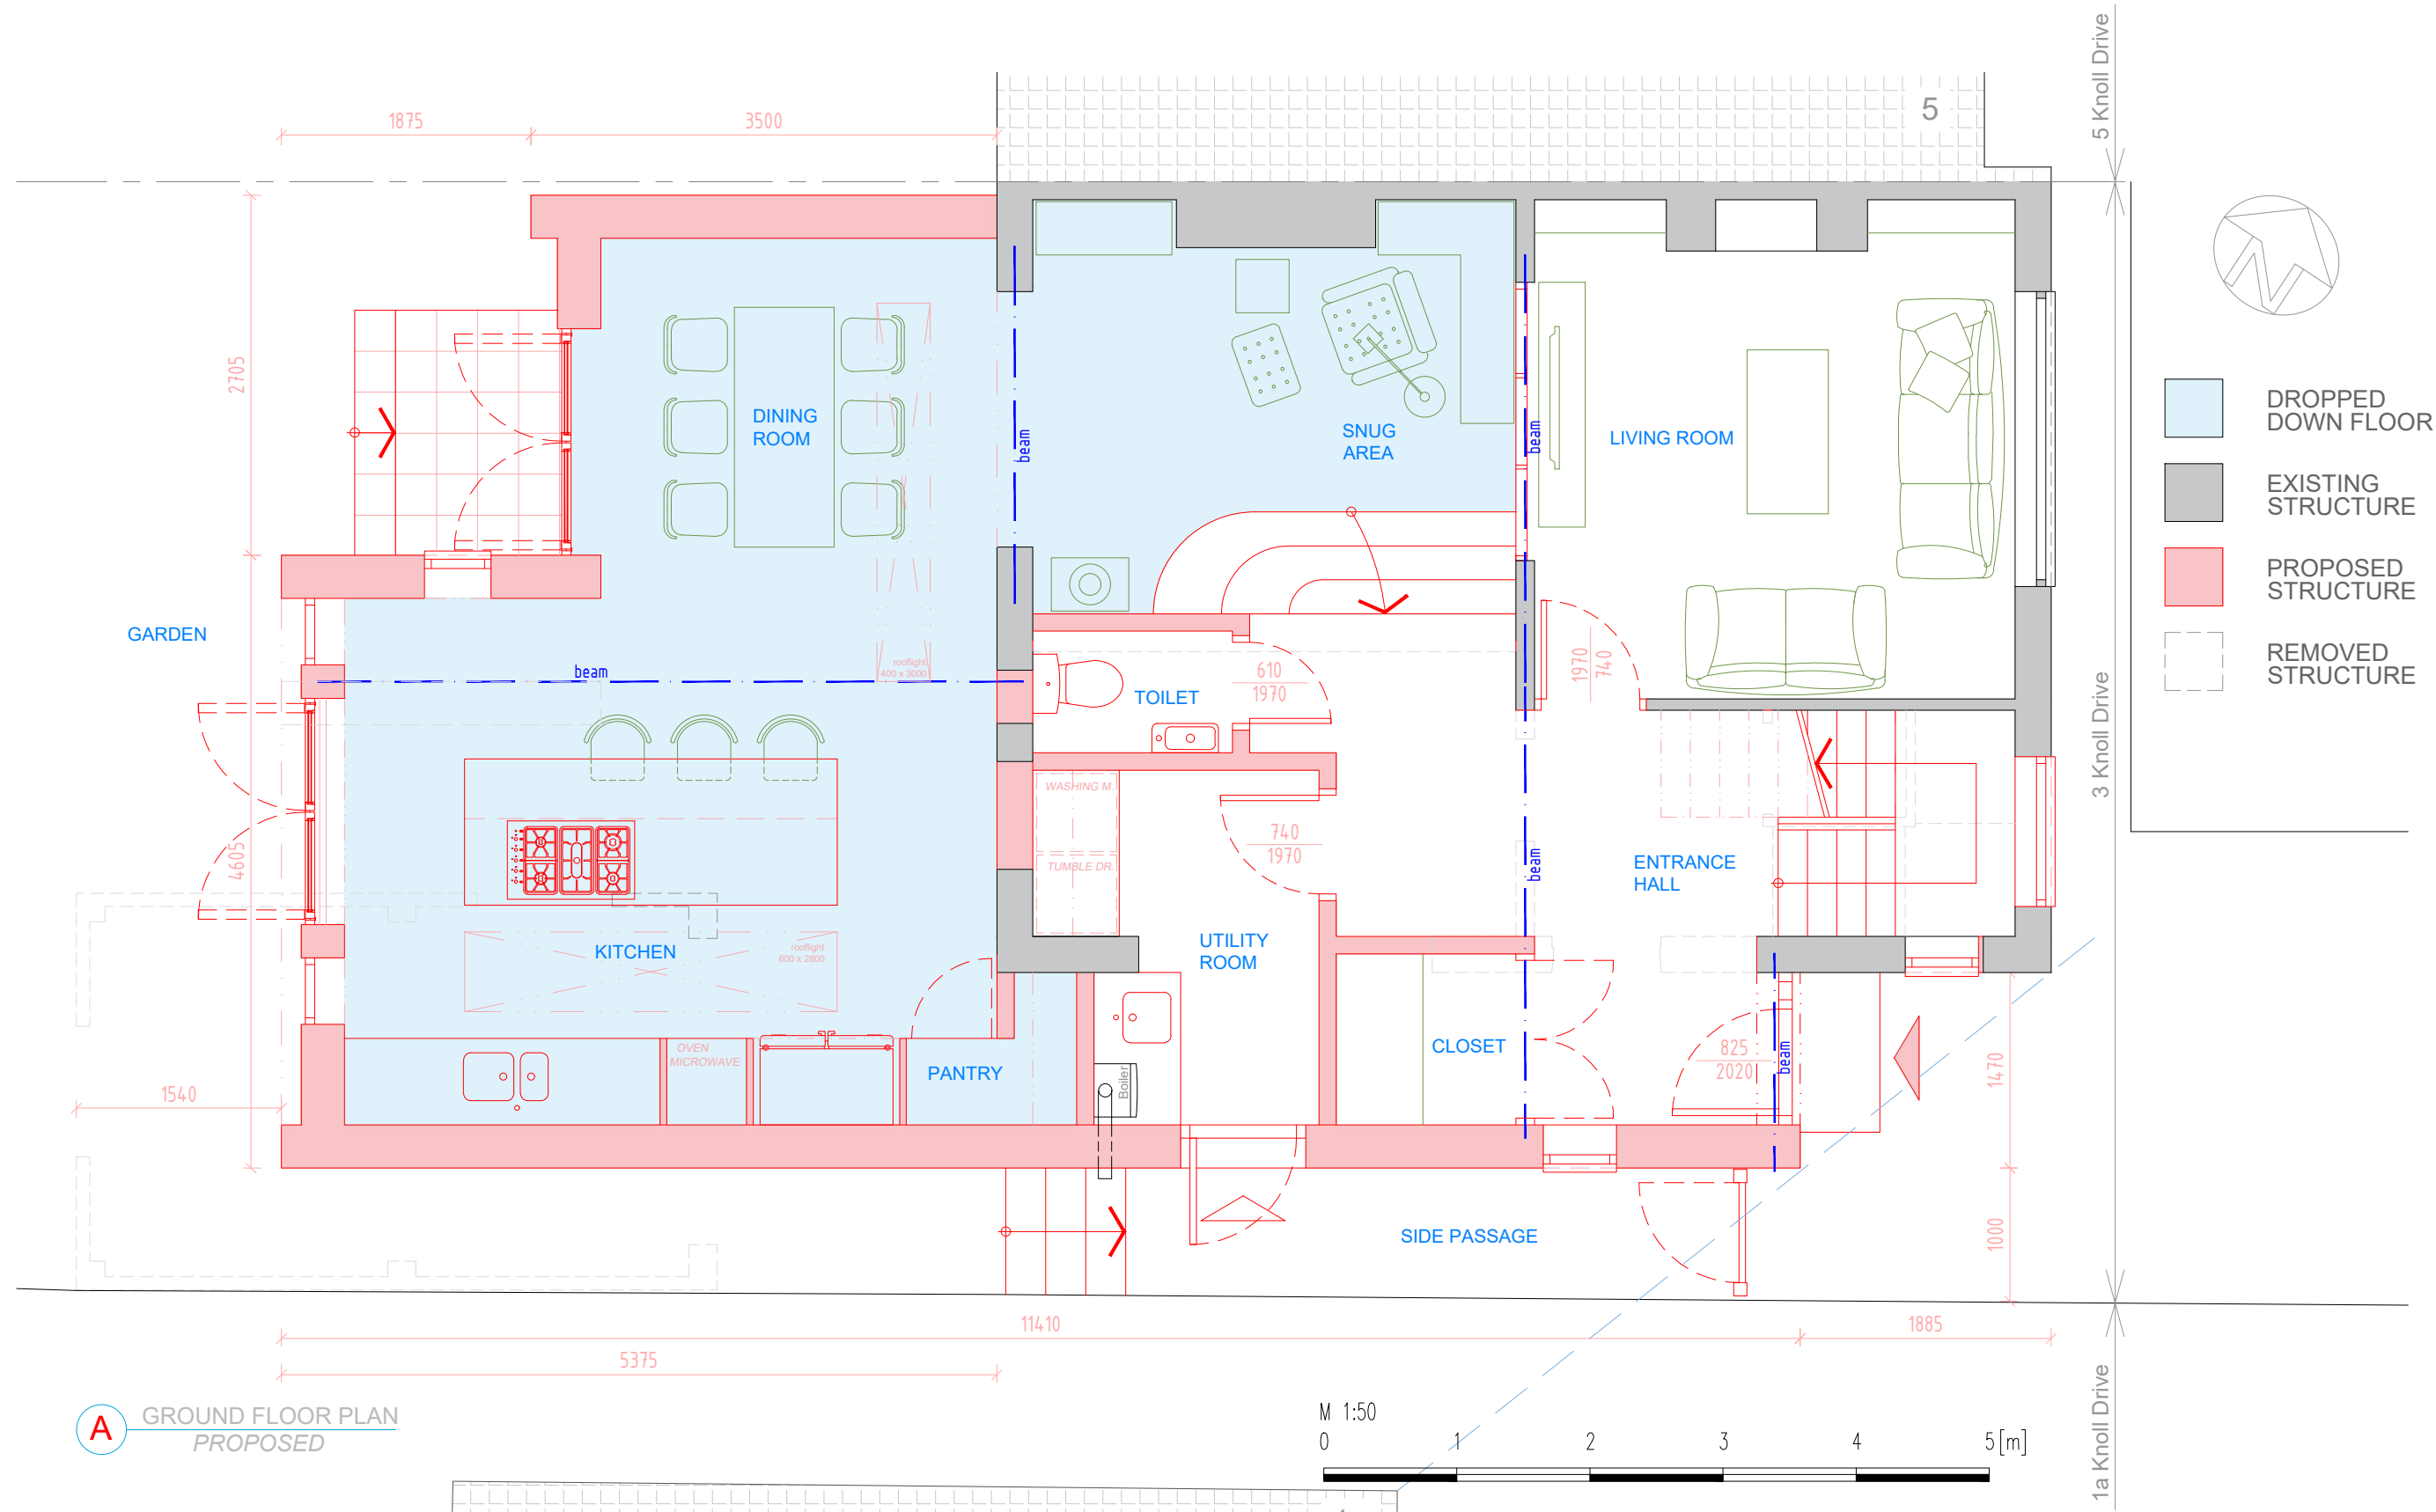 5 Knoll Drive
5
1875
3500
2705
DINING
ROOM
beam
SNUG
AREA
beam
LIVING ROOM
DROPPED
DOWN FLOOR
EXISTING
STRUCTURE
PROPOSED
STRUCTURE
REMOVED
STRUCTURE
GARDEN
beam
rooflight
400 x 3000
TOILET
610
1970
1970
740
3 Knoll Drive
WASHING M.
TUMBLE DR.
740
1970
beam
ENTRANCE
HALL
4605
KITCHEN
rooflight
600 x 2800
UTILITY
ROOM
OVEN
MICROWAVE
PANTRY
Boiler
CLOSET
825
2020
beam
1470
1540
SIDE PASSAGE
1000
11410
1885
5375
A
GROUND FLOOR PLAN
PROPOSED
M 1:50
0 1 2 3 4 5 [m]
1a Knoll Drive